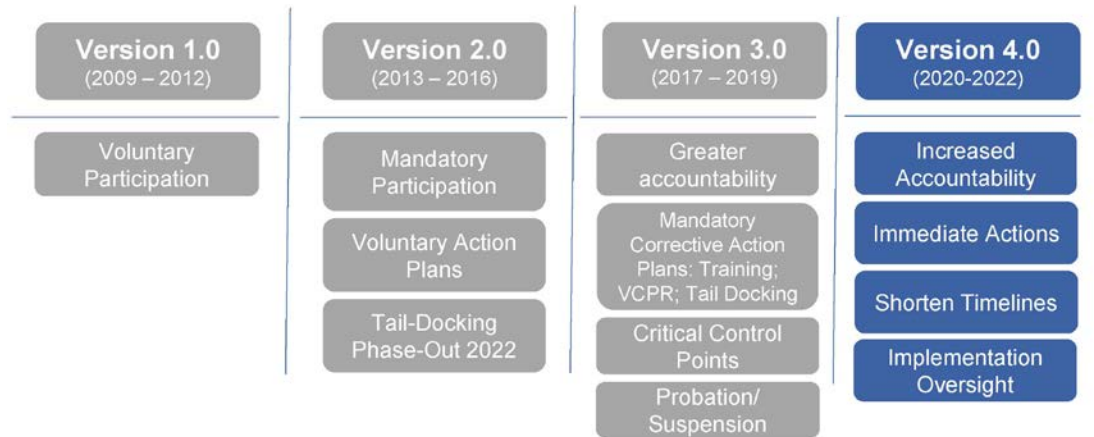 Version 1.0
(2009 – 2012)
Voluntary
Participation
Version 2.0
(2013 – 2016)
Mandatory
Participation
Voluntary Action
Plans
Tail-Docking
Phase-Out 2022
Version 3.0
(2017 – 2019)
Greater
accountability
Mandatory
Corrective Action
Plans: Training;
VCPR; Tail Docking
Critical Control
Points
Probation/
Suspension
Version 4.0
(2020-2022)
Increased
Accountability
Immediate Actions
Shorten Timelines
Implementation
Oversight